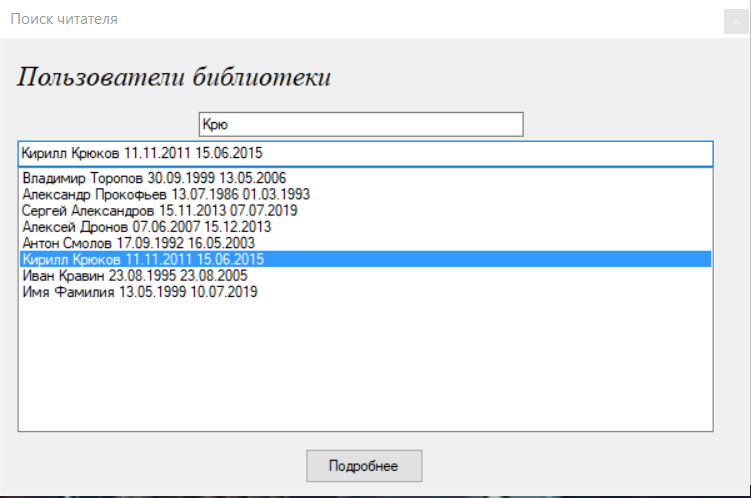 Поиск читателя
Пользователи библиотеки
Крю
Кирилл Крюков 11.11.2011 15.06.2015
Владимир Торопов 30.09.1999 13.05.2006
Александр Прокофьев 13.07.1986 01.03.1993
Сергей Александров 15.11.2013 07.07.2019
Алексей Дронов 07.06.2007 15.12.2013
Антон Смолов 17.09.1992 16.05.2003
Кирилл Крюков 11.11.2011 15.06.2015
Иван Кравин 23.08.1995 23.08.2005
Имя Фамилия 13.05.1999 10.07.2019
Подробнее